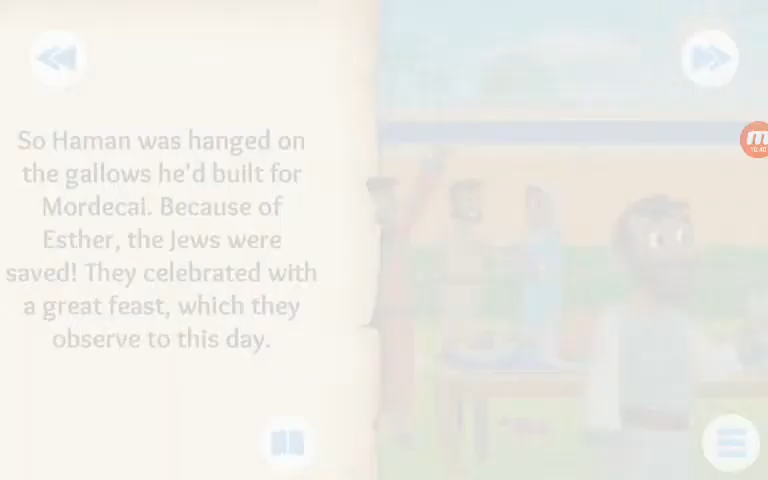 So Haman was hanged on
the gallows he'd built for
Mordecai. Because of
Esther, the Jews were
saved! They celebrated with
a great feast, which they
observe to this day.